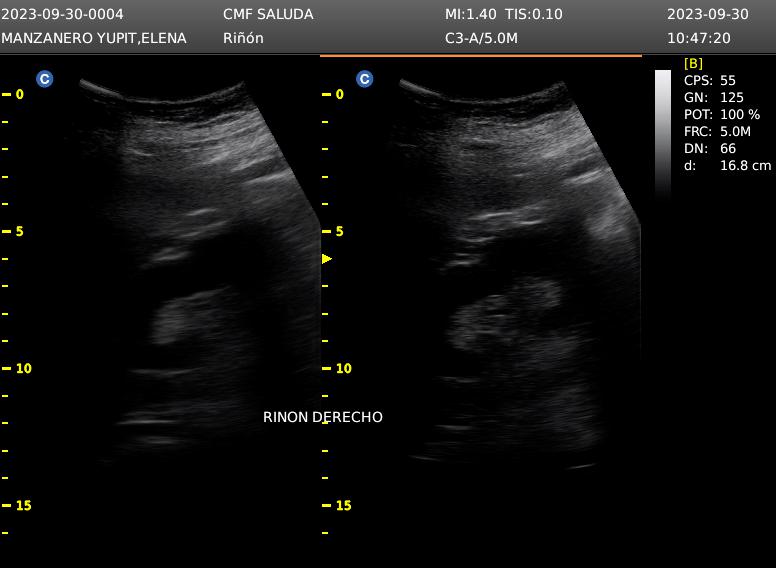 2023-09-30-0004 CMF SALUDA MI:1.40 TIS:0.10 2023-09-30
MANZANERO YUPIT,ELENA Riñón C3-A/5.0M 10:47:20
[B]
C C
CPS: 55
0 0
GN: 125
POT: 100 %
FRC: 5.0M
DN: 66
d: 16.8 cm
5 5
10 10
RINON DERECHO
15 15